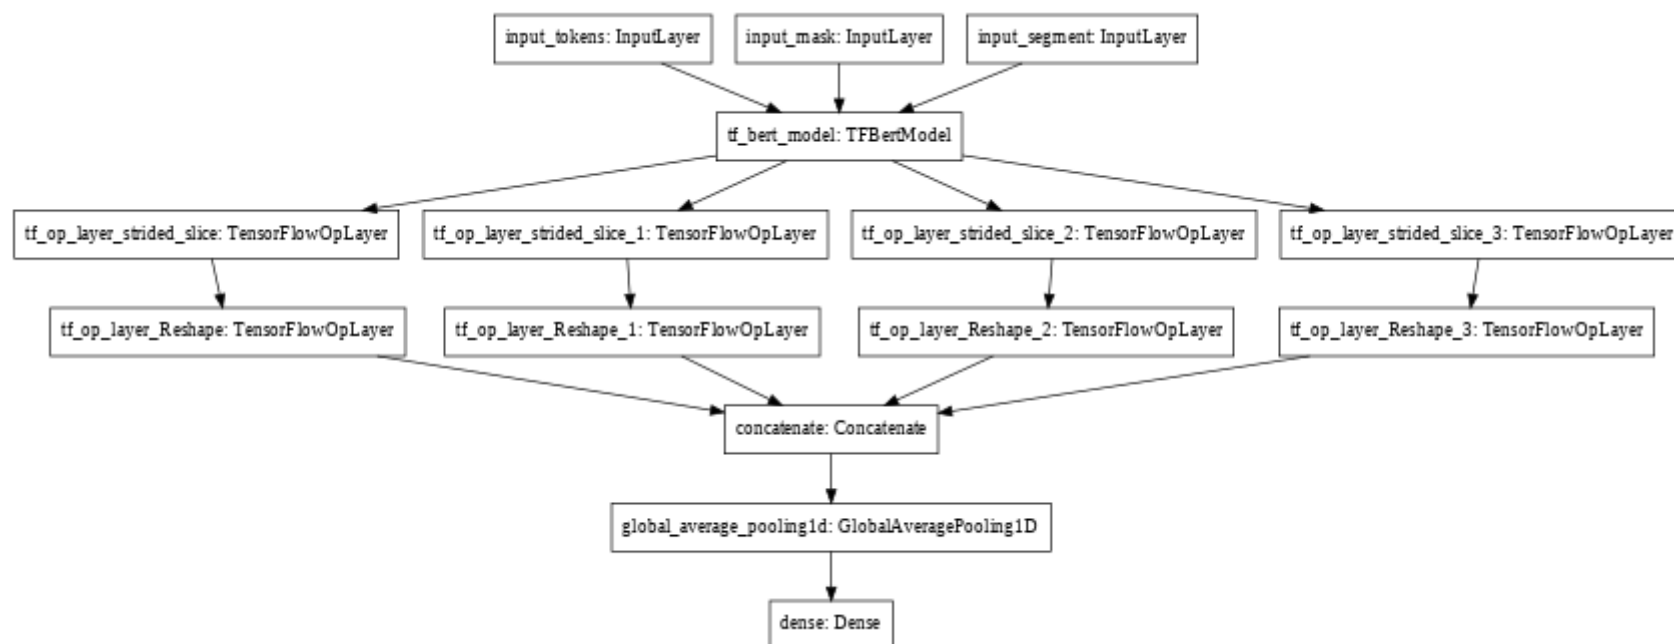 input_tokens: InputLayer
input_mask: InputLayer
input_segment: InputLayer
tf_bert_model: TFBertModel
tf_op_layer_strided_slice: TensorFlowOpLayer
tf_op_layer_strided_slice_1: TensorFlowOpLayer
tf_op_layer_strided_slice_2: TensorFlowOpLayer
tf_op_layer_strided_slice_3: TensorFlowOpLayer
tf_op_layer_Reshape: TensorFlowOpLayer
tf_op_layer_Reshape_1: TensorFlowOpLayer
tf_op_layer_Reshape_2: TensorFlowOpLayer
tf_op_layer_Reshape_3: TensorFlowOpLayer
concatenate: Concatenate
global_average_pooling1d: GlobalAveragePooling1D
dense: Dense